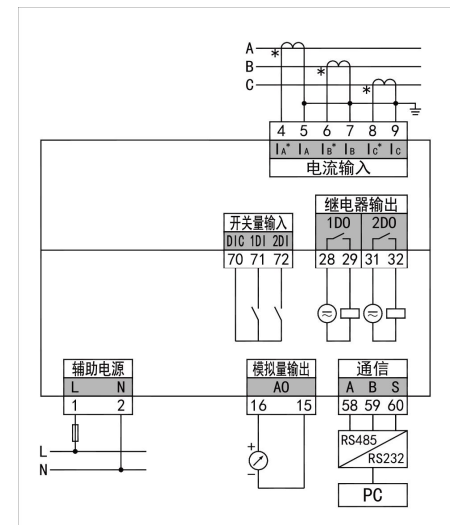 A
*
B
*
C
*
4 5 6 7 8 9
IA* IA IB* IB IC* IC
电流输入
继电器输出
1DO 2DO
28 29 31 32
开关量输入
DIC 1DI 2DI
70 71 72
辅助电源
L N
1 2
L
N
模拟量输出
AO
16 15
+
-
通信
A B S
58 59 60
RS485
RS232
PC